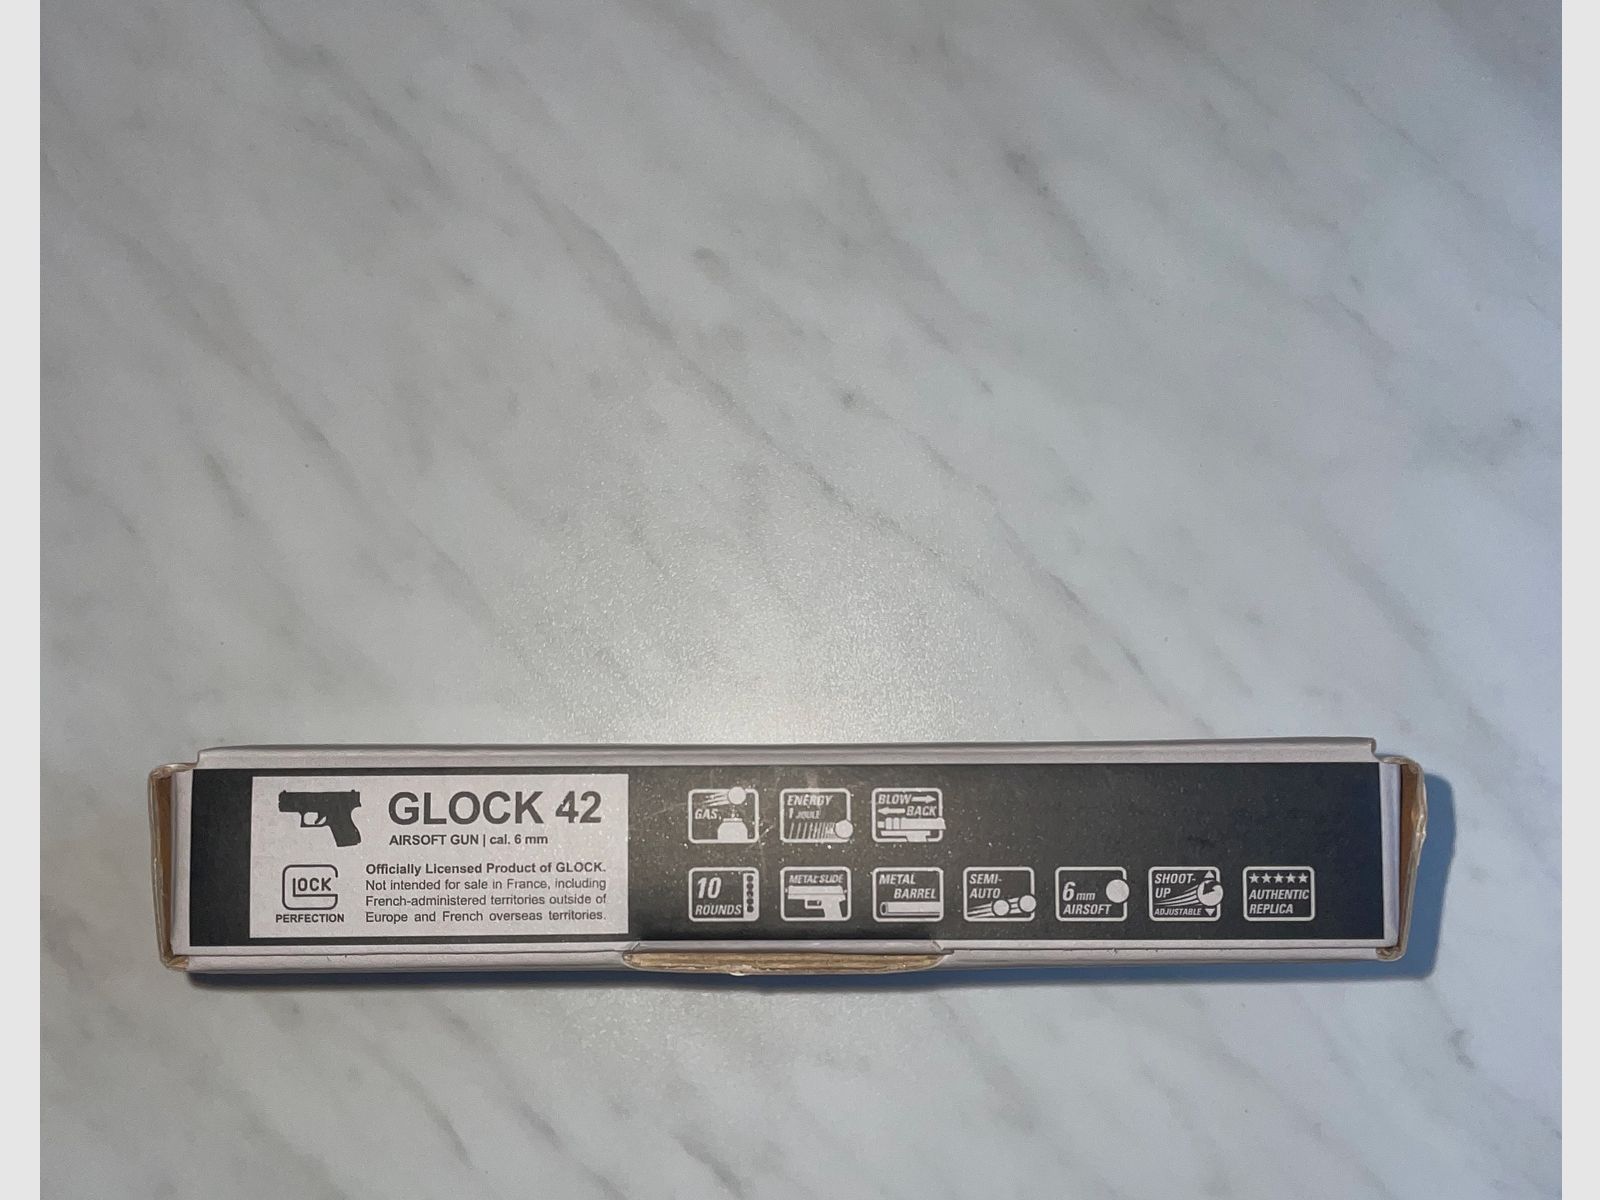 GLOCK 42
AIRSOFT GUN | cal. 6 mm
GLOCK
PERFECTION
Officially Licensed Product of GLOCK.
Not intended for sale in France, including
French-administered territories outside of
Europe and French overseas territories.
GAS
ENERGY
1 JOULE
BLOW
BACK
10
ROUNDS
METAL SLIDE
METAL
BARREL
SEMI-
AUTO
6 mm
AIRSOFT
SHOOT-
UP
ADJUSTABLE
★★★★★
AUTHENTIC
REPLICA